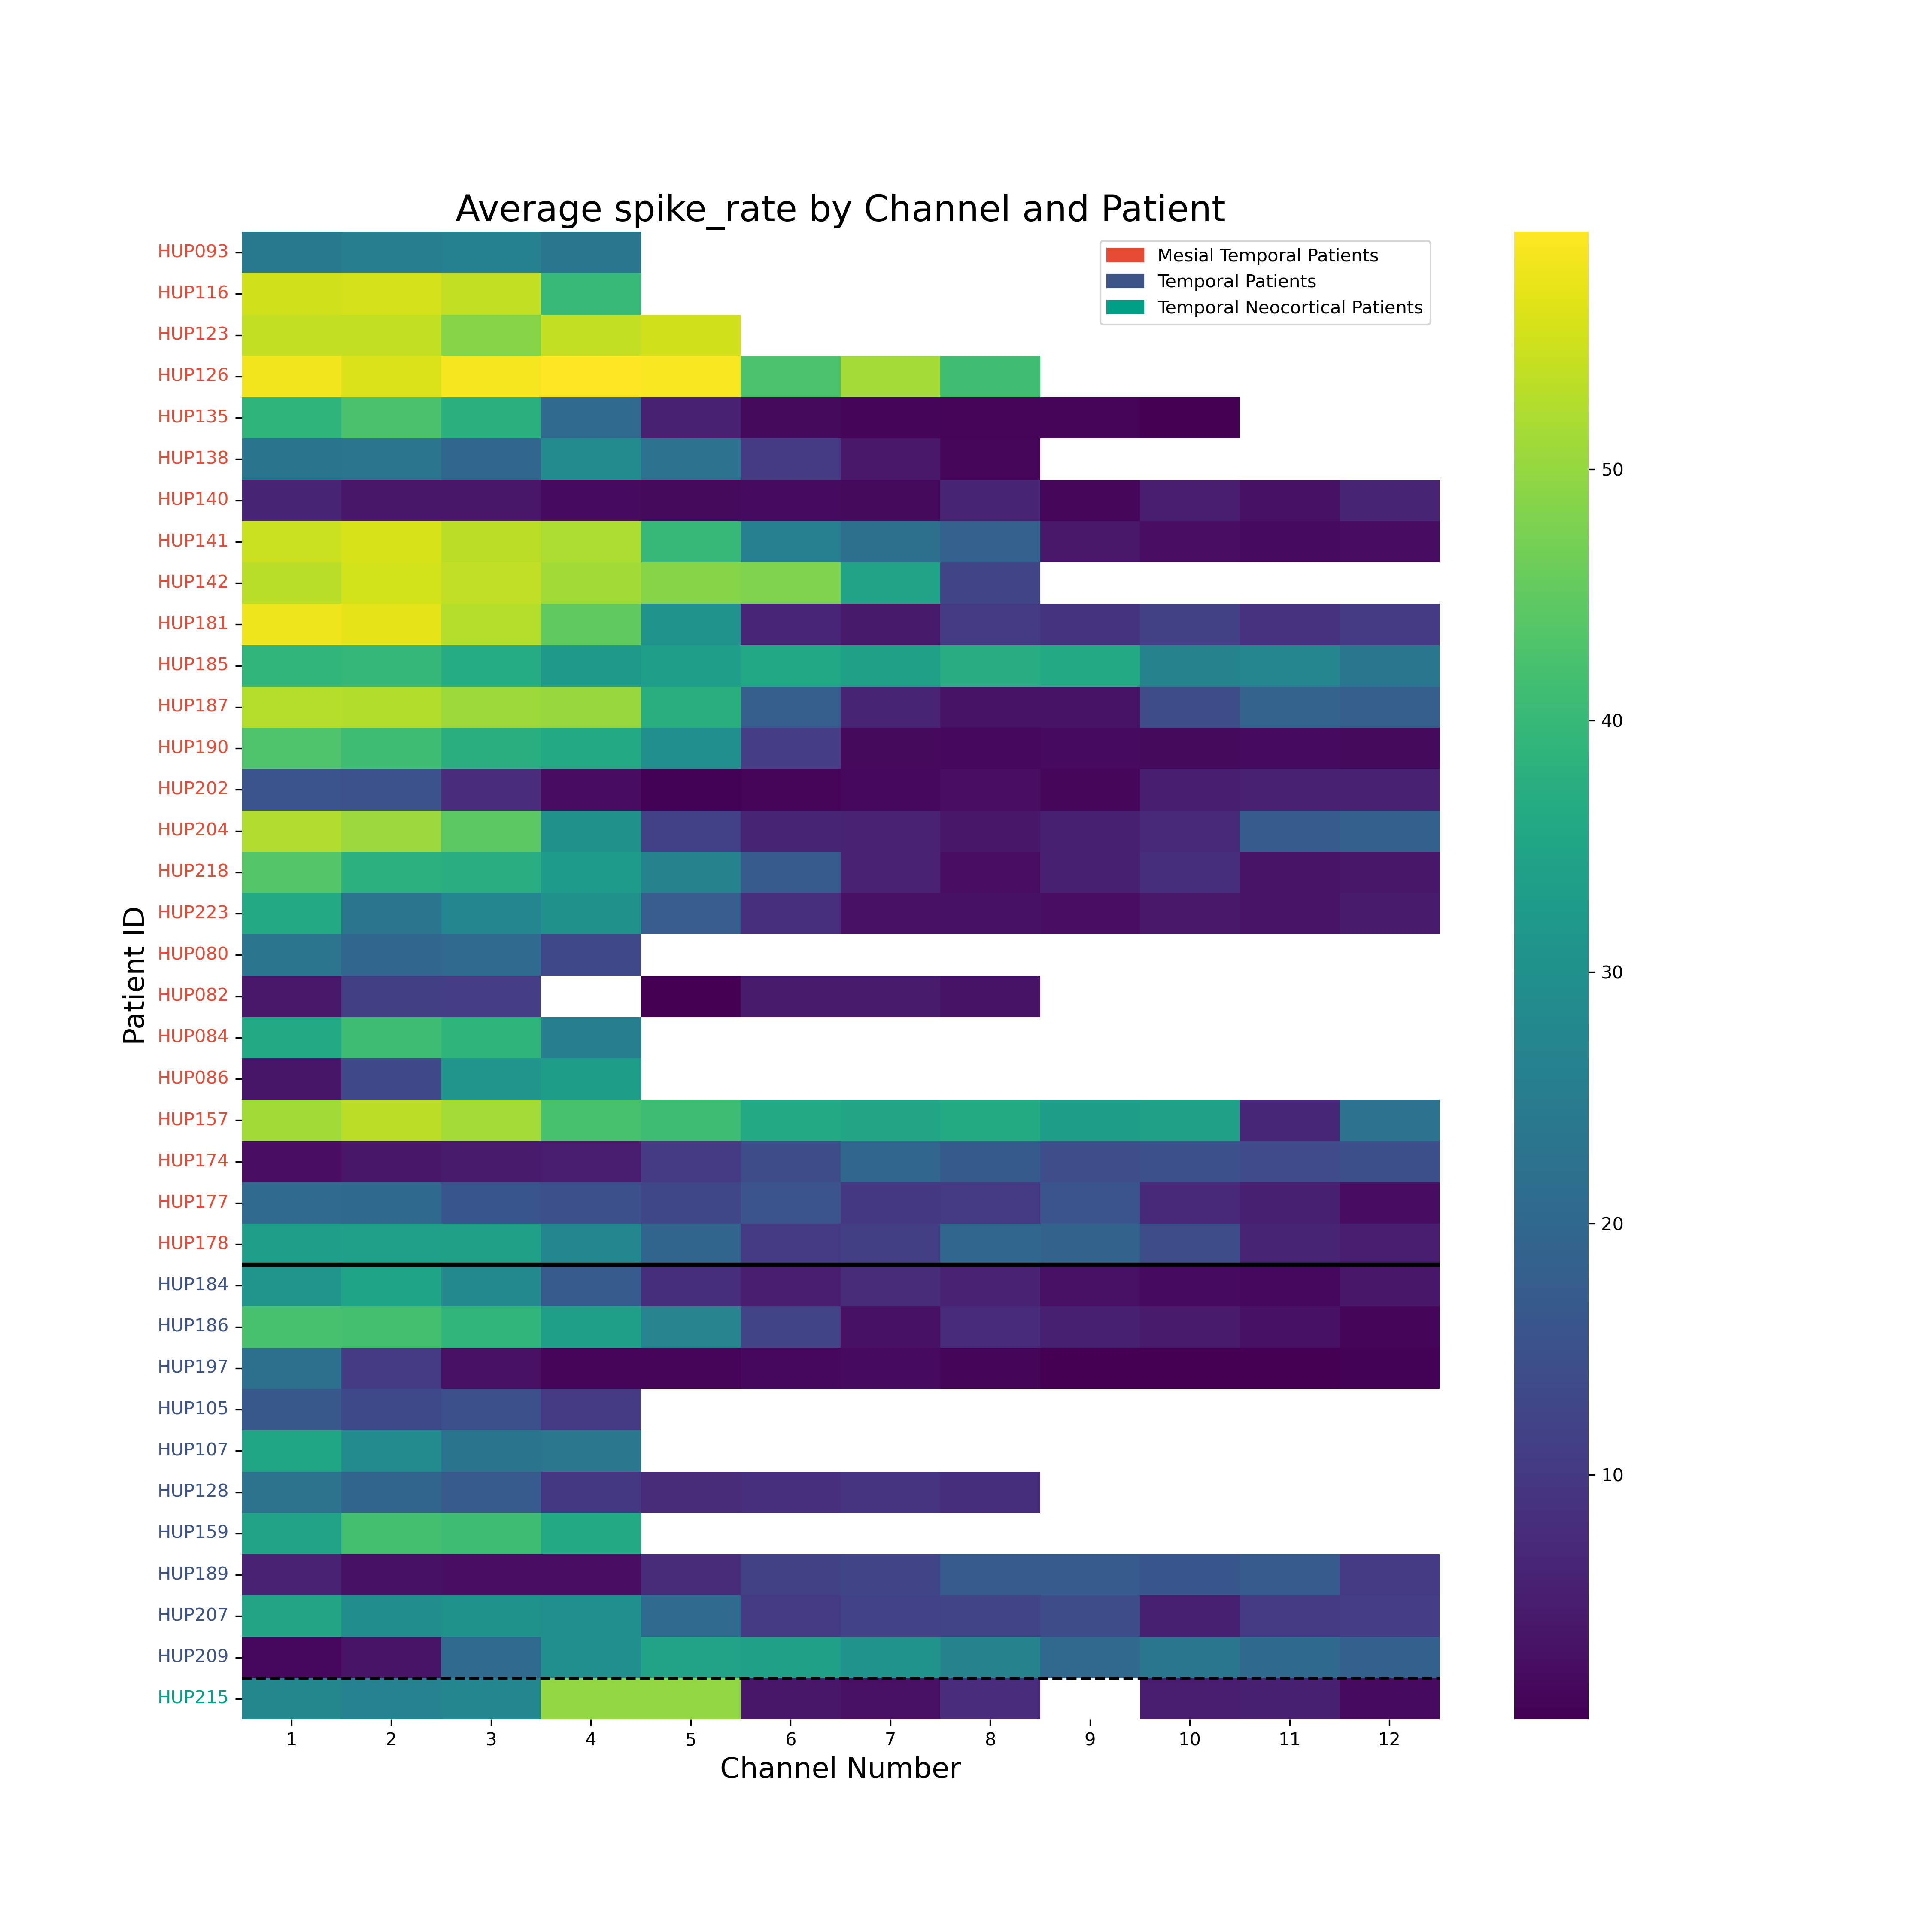 Average spike_rate by Channel and Patient
Mesial Temporal Patients
Temporal Patients
Temporal Neocortical Patients
Patient ID
HUP093
HUP116
HUP123
HUP126
HUP135
HUP138
HUP140
HUP141
HUP142
HUP181
HUP185
HUP187
HUP190
HUP202
HUP204
HUP218
HUP223
HUP080
HUP082
HUP084
HUP086
HUP157
HUP174
HUP177
HUP178
HUP184
HUP186
HUP197
HUP105
HUP107
HUP128
HUP159
HUP189
HUP207
HUP209
HUP215
1 2 3 4 5 6 7 8 9 10 11 12
Channel Number
50
40
30
20
10